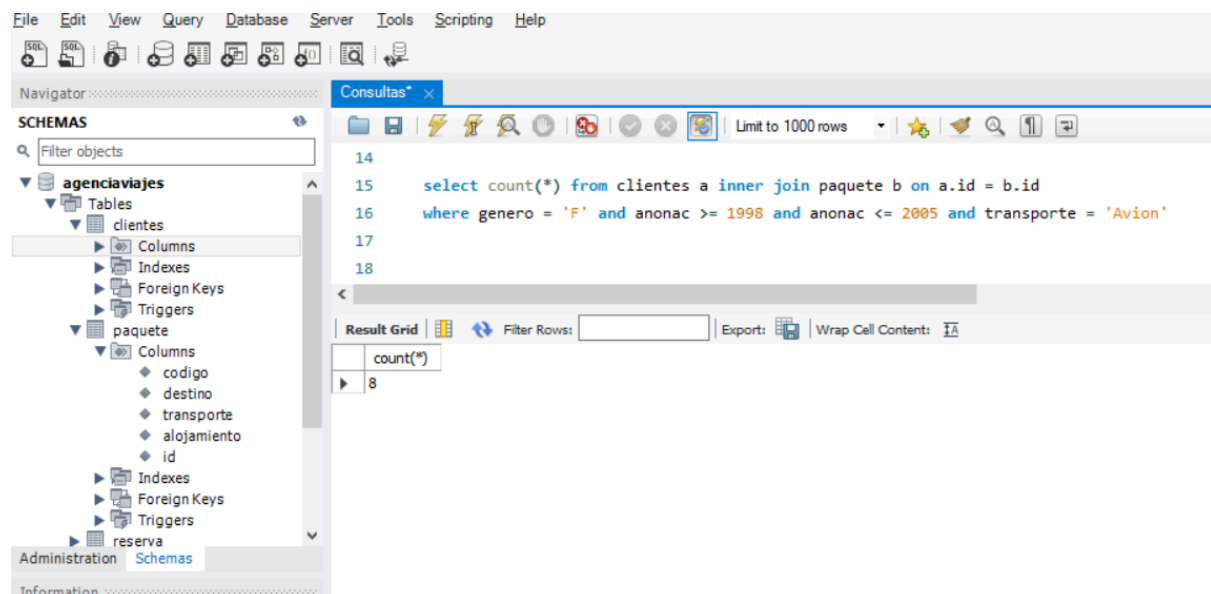 File Edit View Query Database Server Tools Scripting Help
Navigator
SCHEMAS
Filter objects
agenciaviajes
Tables
clientes
Columns
Indexes
Foreign Keys
Triggers
paquete
Columns
codigo
destino
transporte
alojamiento
id
Indexes
Foreign Keys
Triggers
reserva
Administration Schemas
Information
Consultas*
Limit to 1000 rows
14
15 select count(*) from clientes a inner join paquete b on a.id = b.id
16 where genero = 'F' and anonac >= 1998 and anonac <= 2005 and transporte = 'Avion'
17
18
Result Grid Filter Rows: Export: Wrap Cell Content:
count(*)
8